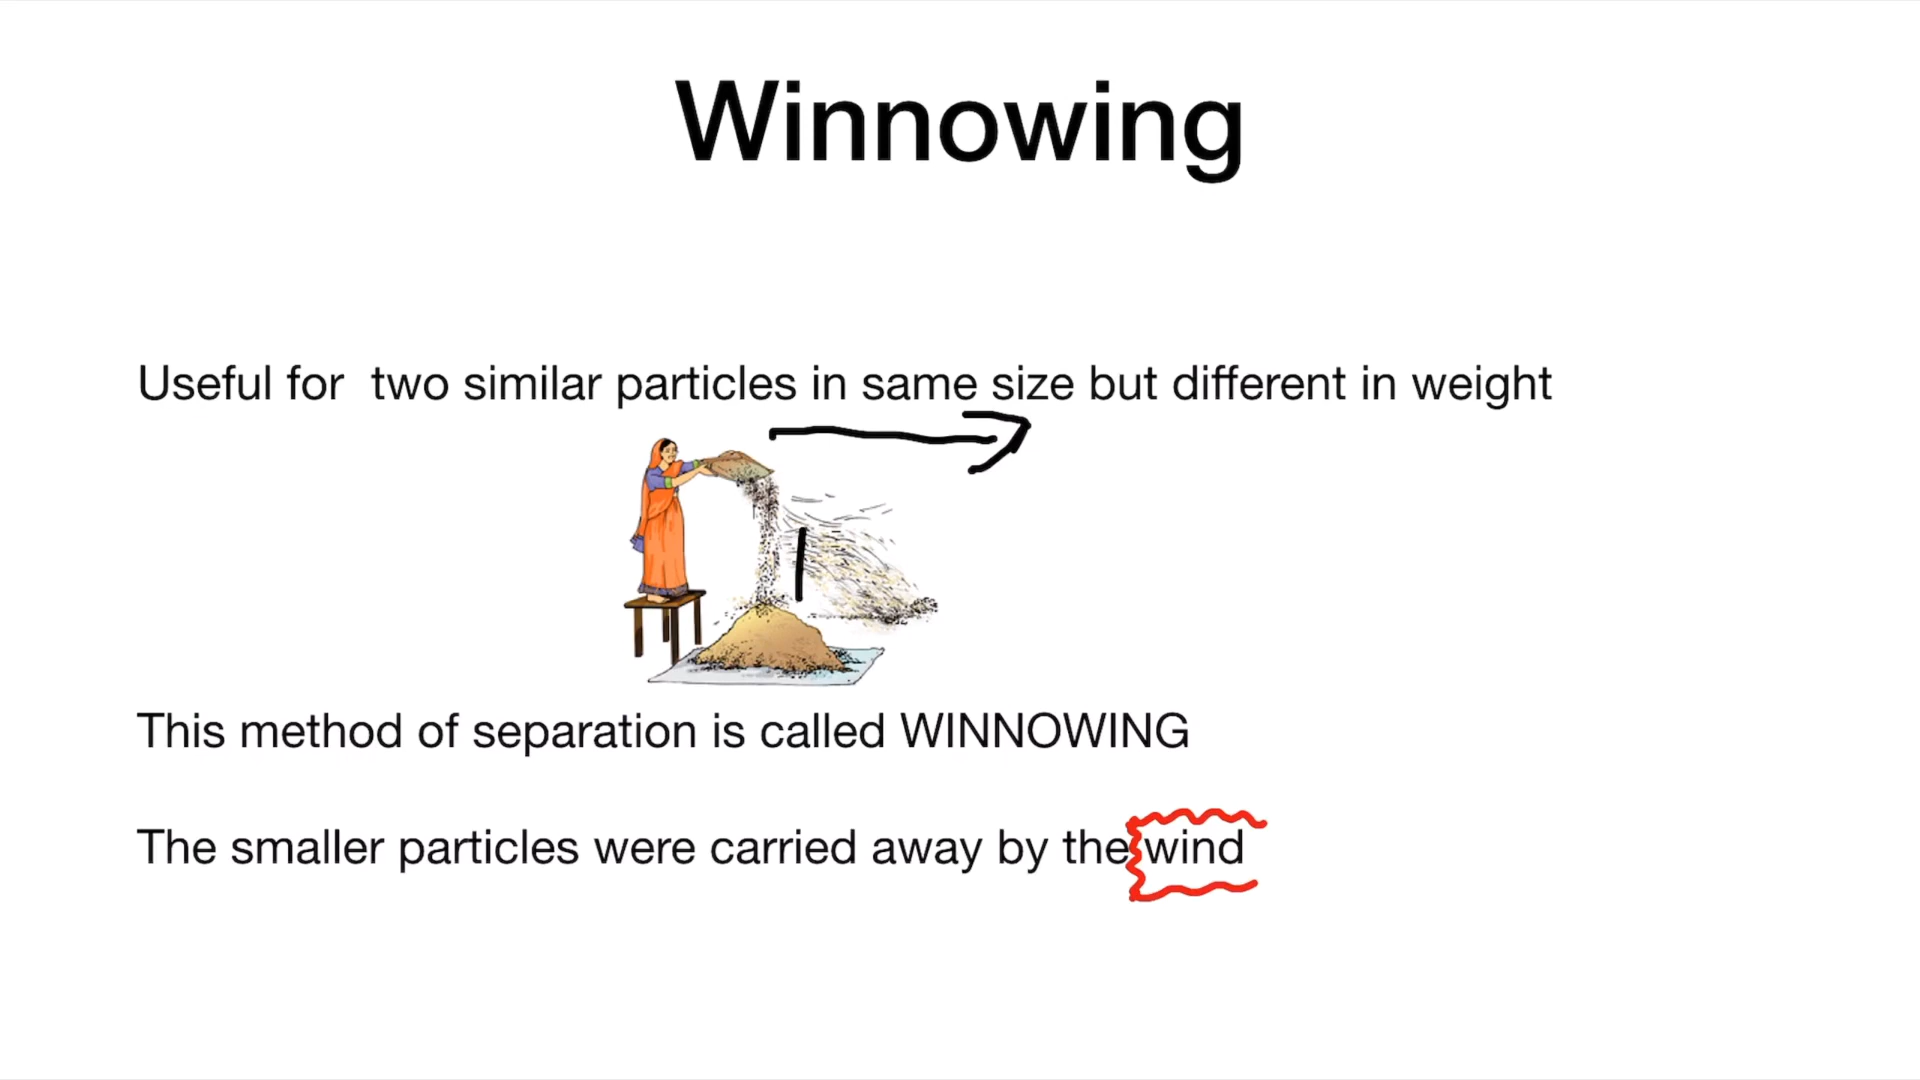 Winnowing
Useful for  two similar particles in same size but different in weight
This method of separation is called WINNOWING
The smaller particles were carried away by the wind